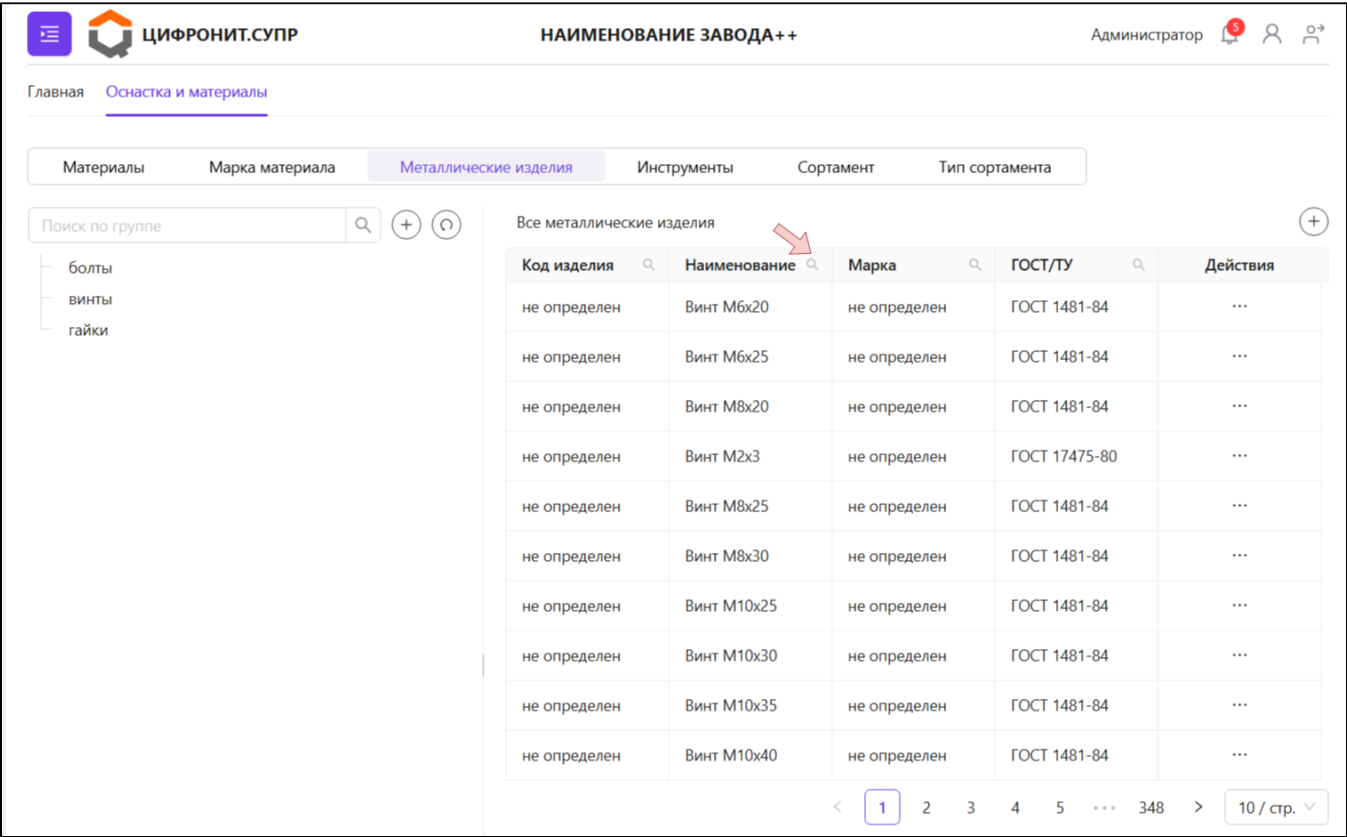 ЦИФРОНИТ.СУПР НАИМЕНОВАНИЕ ЗАВОДА++ Администратор 5
Главная Оснастка и материалы
Материалы Марка материала Металлические изделия Инструменты Сортамент Тип сортамента
Поиск по группе
болты
винты
гайки
Все металлические изделия
Код изделия Наименование Марка ГОСТ/ТУ Действия
не определен Винт М6х20 не определен ГОСТ 1481-84 ...
не определен Винт М6х25 не определен ГОСТ 1481-84 ...
не определен Винт М8х20 не определен ГОСТ 1481-84 ...
не определен Винт М2х3 не определен ГОСТ 17475-80 ...
не определен Винт М8х25 не определен ГОСТ 1481-84 ...
не определен Винт М8х30 не определен ГОСТ 1481-84 ...
не определен Винт М10х25 не определен ГОСТ 1481-84 ...
не определен Винт М10х30 не определен ГОСТ 1481-84 ...
не определен Винт М10х35 не определен ГОСТ 1481-84 ...
не определен Винт М10х40 не определен ГОСТ 1481-84 ...
< 1 2 3 4 5 ••• 348 > 10 / стр.